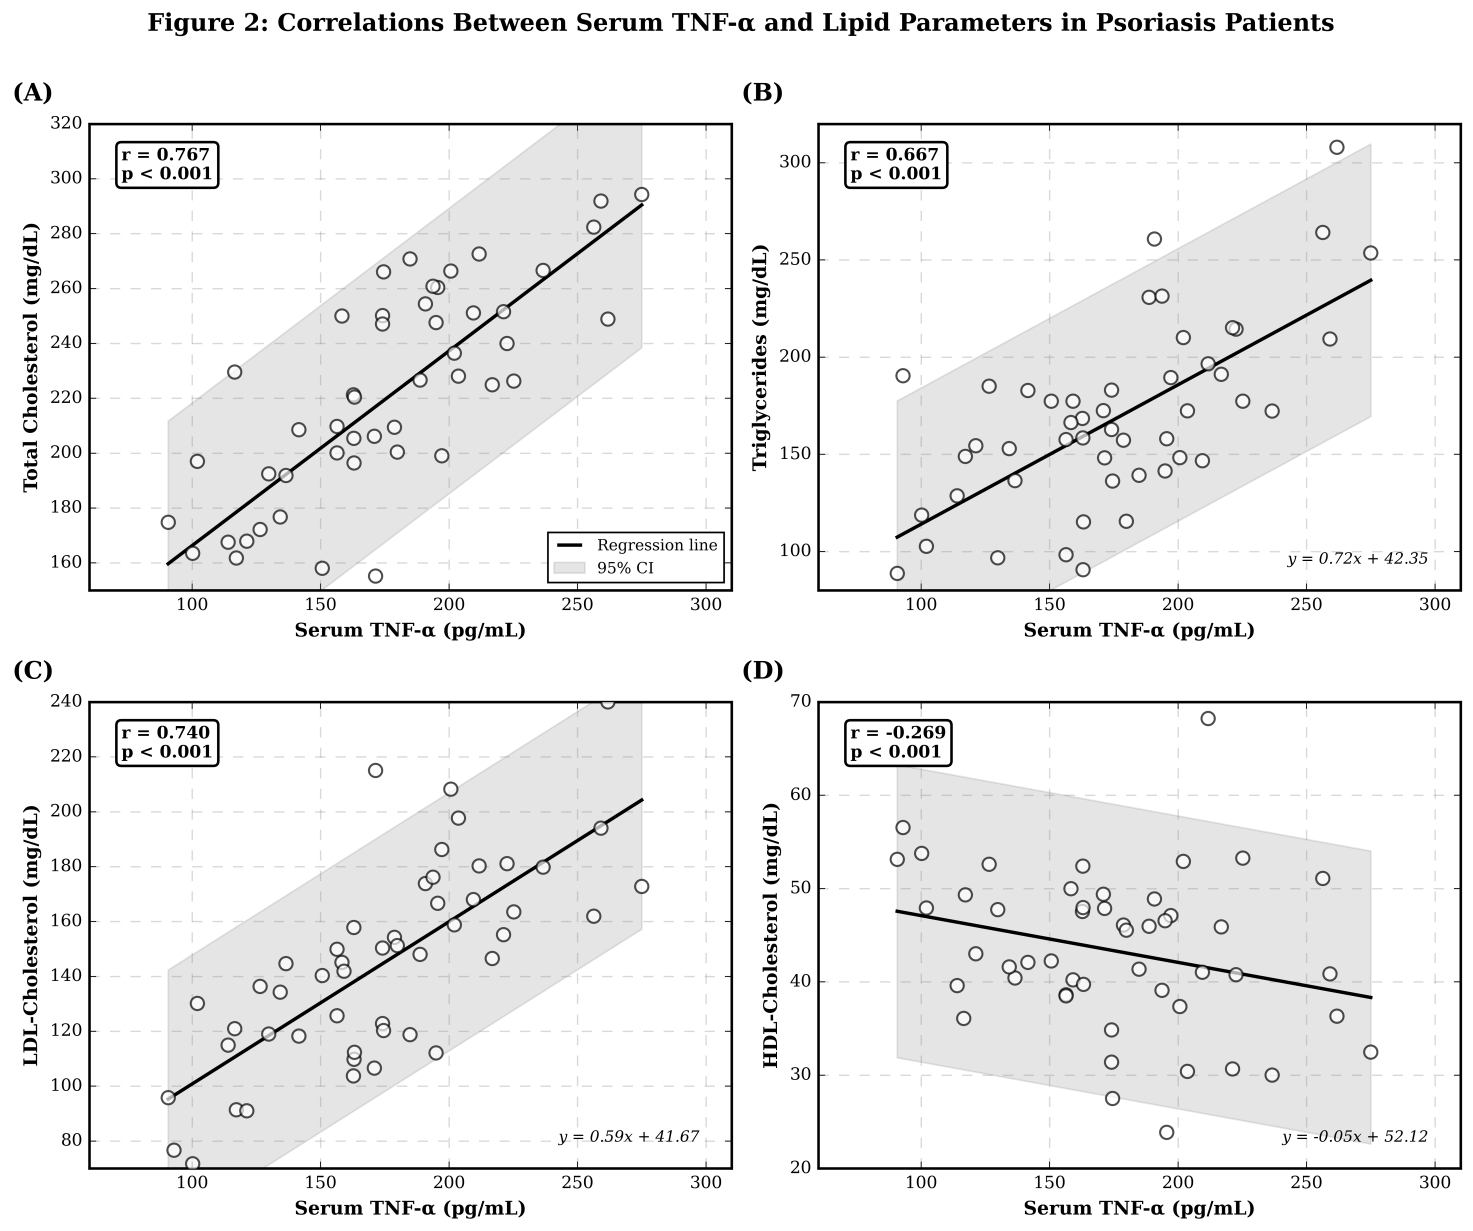 Figure 2: Correlations Between Serum TNF-α and Lipid Parameters in Psoriasis Patients
(A)
r = 0.767
p < 0.001
320
300
280
260
240
220
200
180
160
Total Cholesterol (mg/dL)
Regression line
95% CI
100
150
200
250
300
Serum TNF-α (pg/mL)
(B)
r = 0.667
p < 0.001
300
250
200
150
100
Triglycerides (mg/dL)
y = 0.72x + 42.35
100
150
200
250
300
Serum TNF-α (pg/mL)
(C)
r = 0.740
p < 0.001
240
220
200
180
160
140
120
100
80
LDL-Cholesterol (mg/dL)
y = 0.59x + 41.67
100
150
200
250
300
Serum TNF-α (pg/mL)
(D)
r = -0.269
p < 0.001
70
60
50
40
30
20
HDL-Cholesterol (mg/dL)
y = -0.05x + 52.12
100
150
200
250
300
Serum TNF-α (pg/mL)